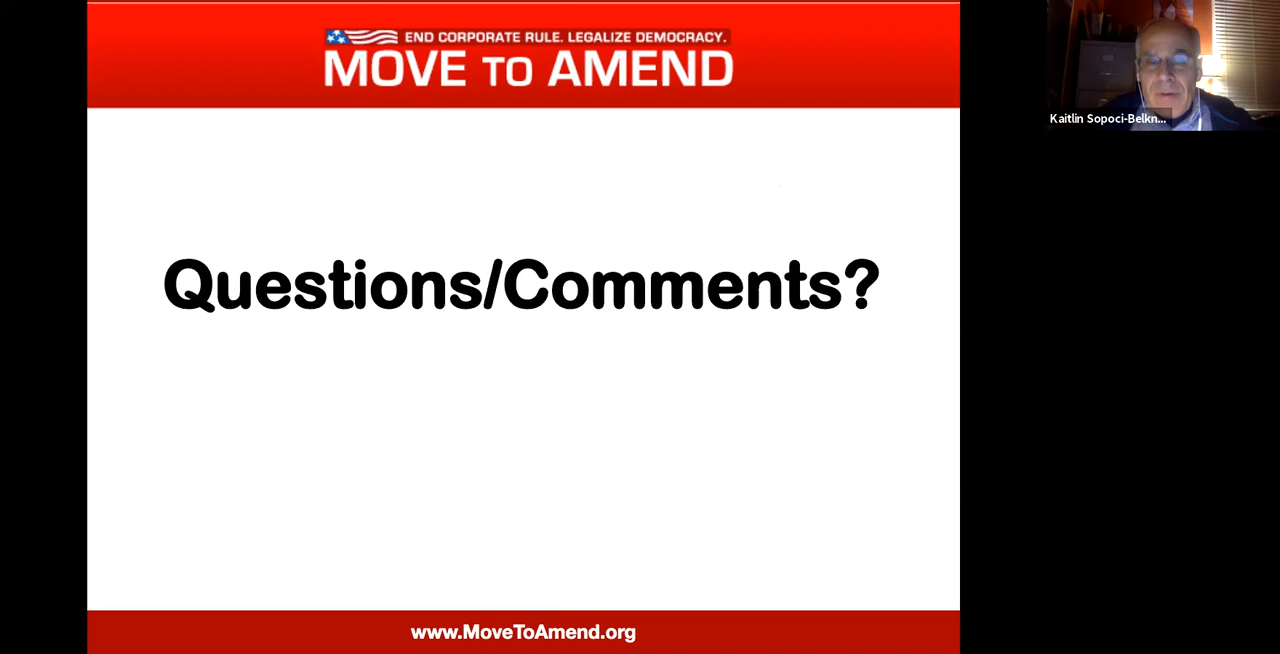 END CORPORATE RULE. LEGALIZE DEMOCRACY.
MOVE TO AMEND
Kaitlin Sopoci-Belkn...
Questions/Comments?
www.MoveToAmend.org